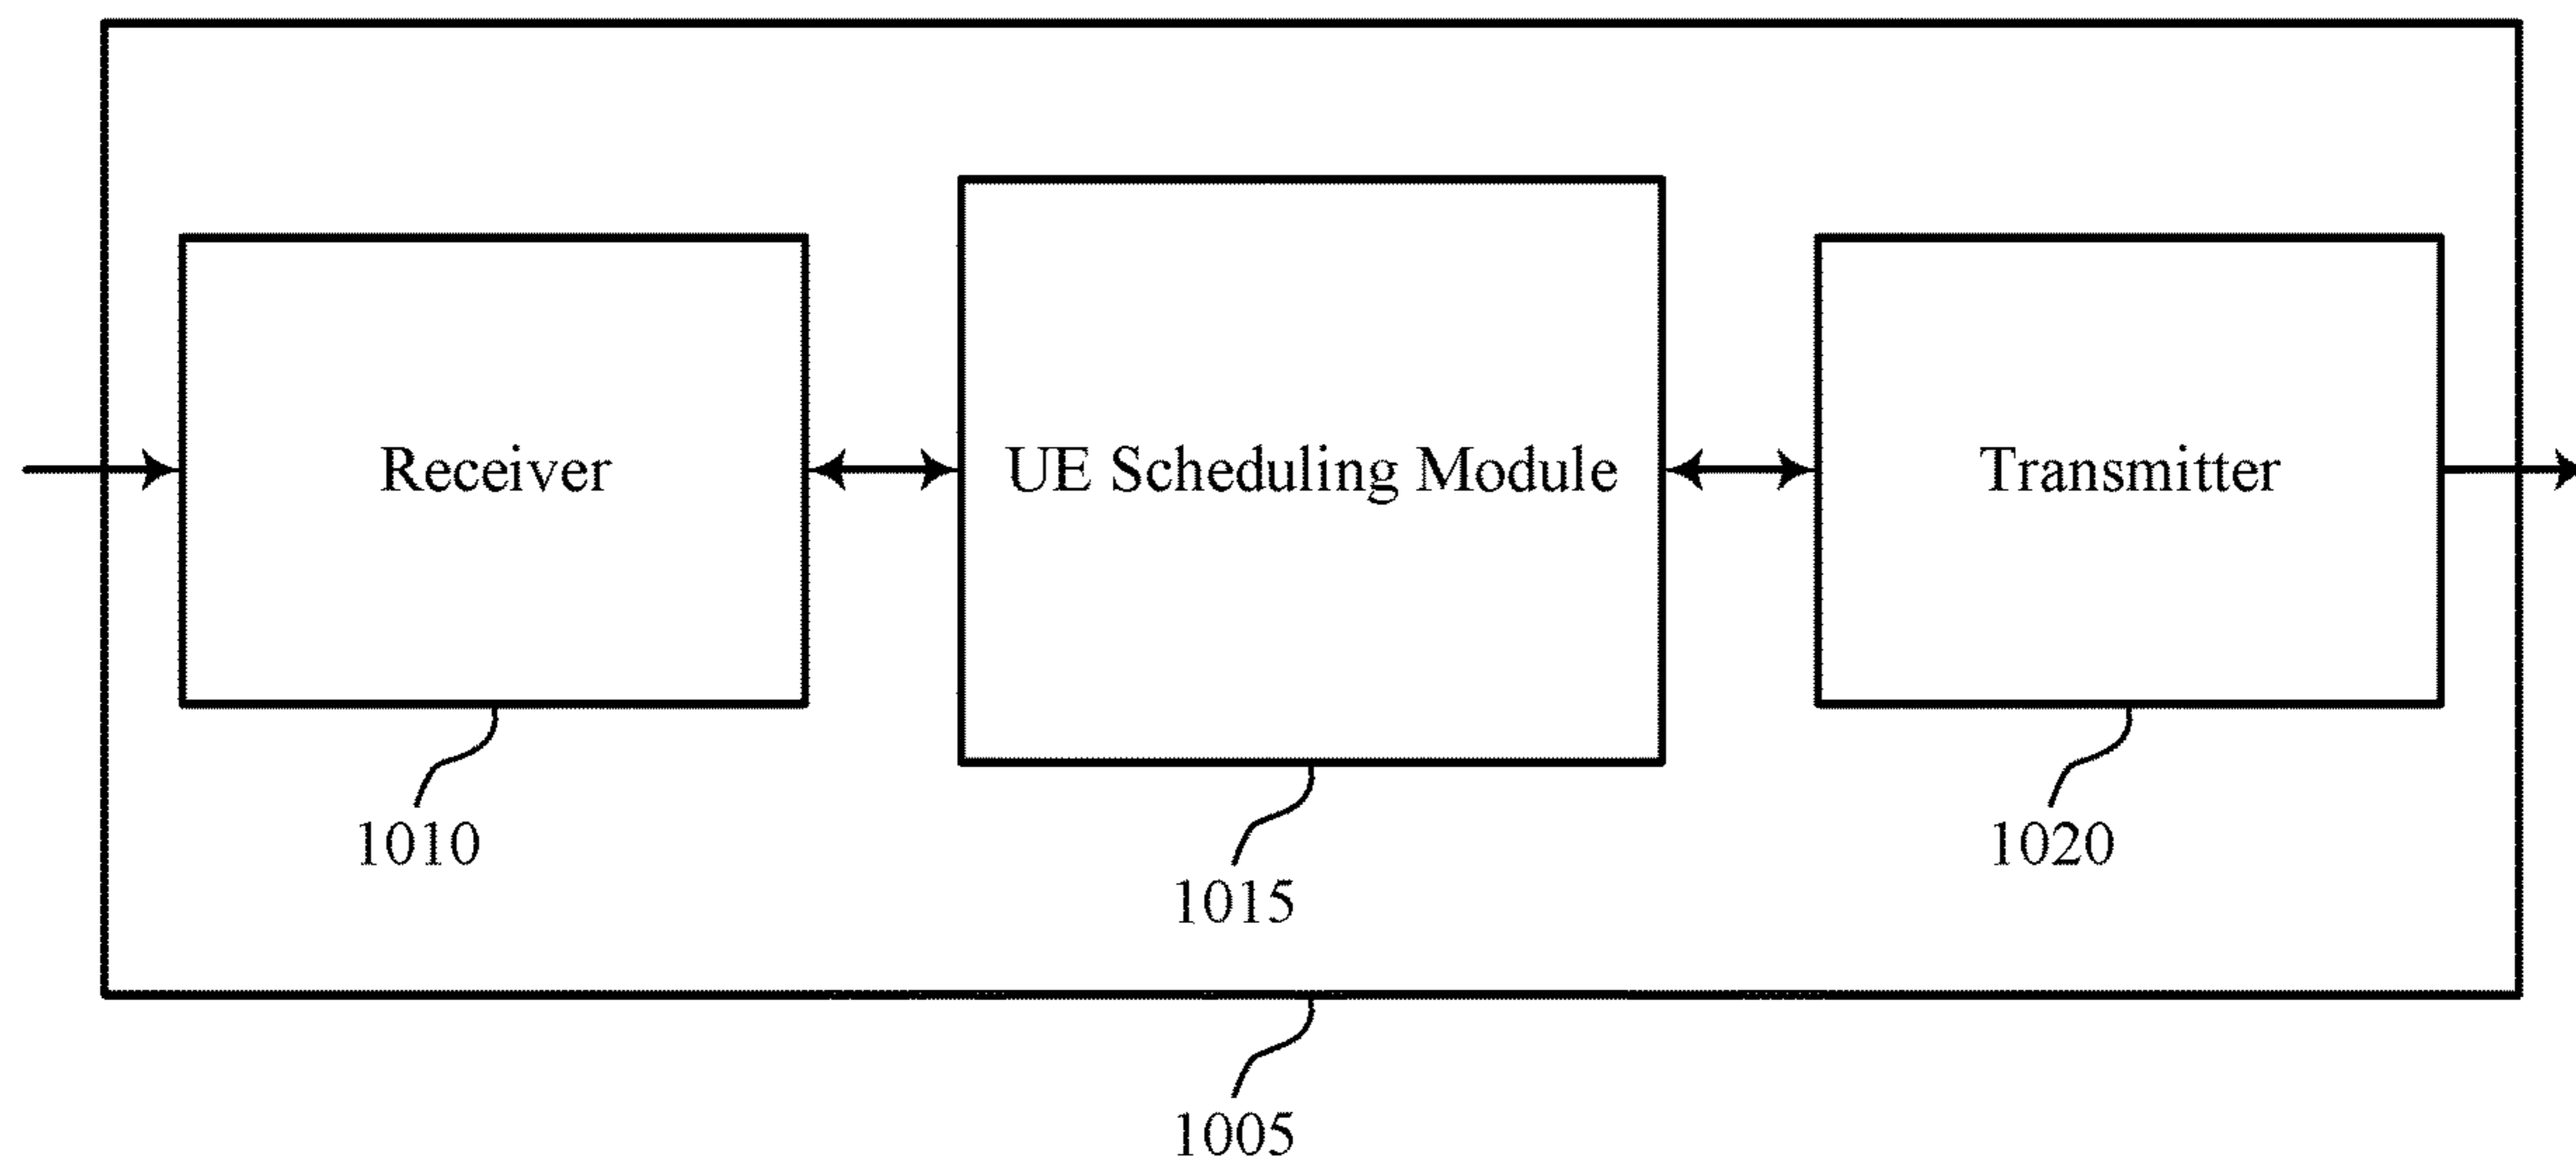 Receiver
UE Scheduling Module
Transmitter
1010
1015
1020
1005